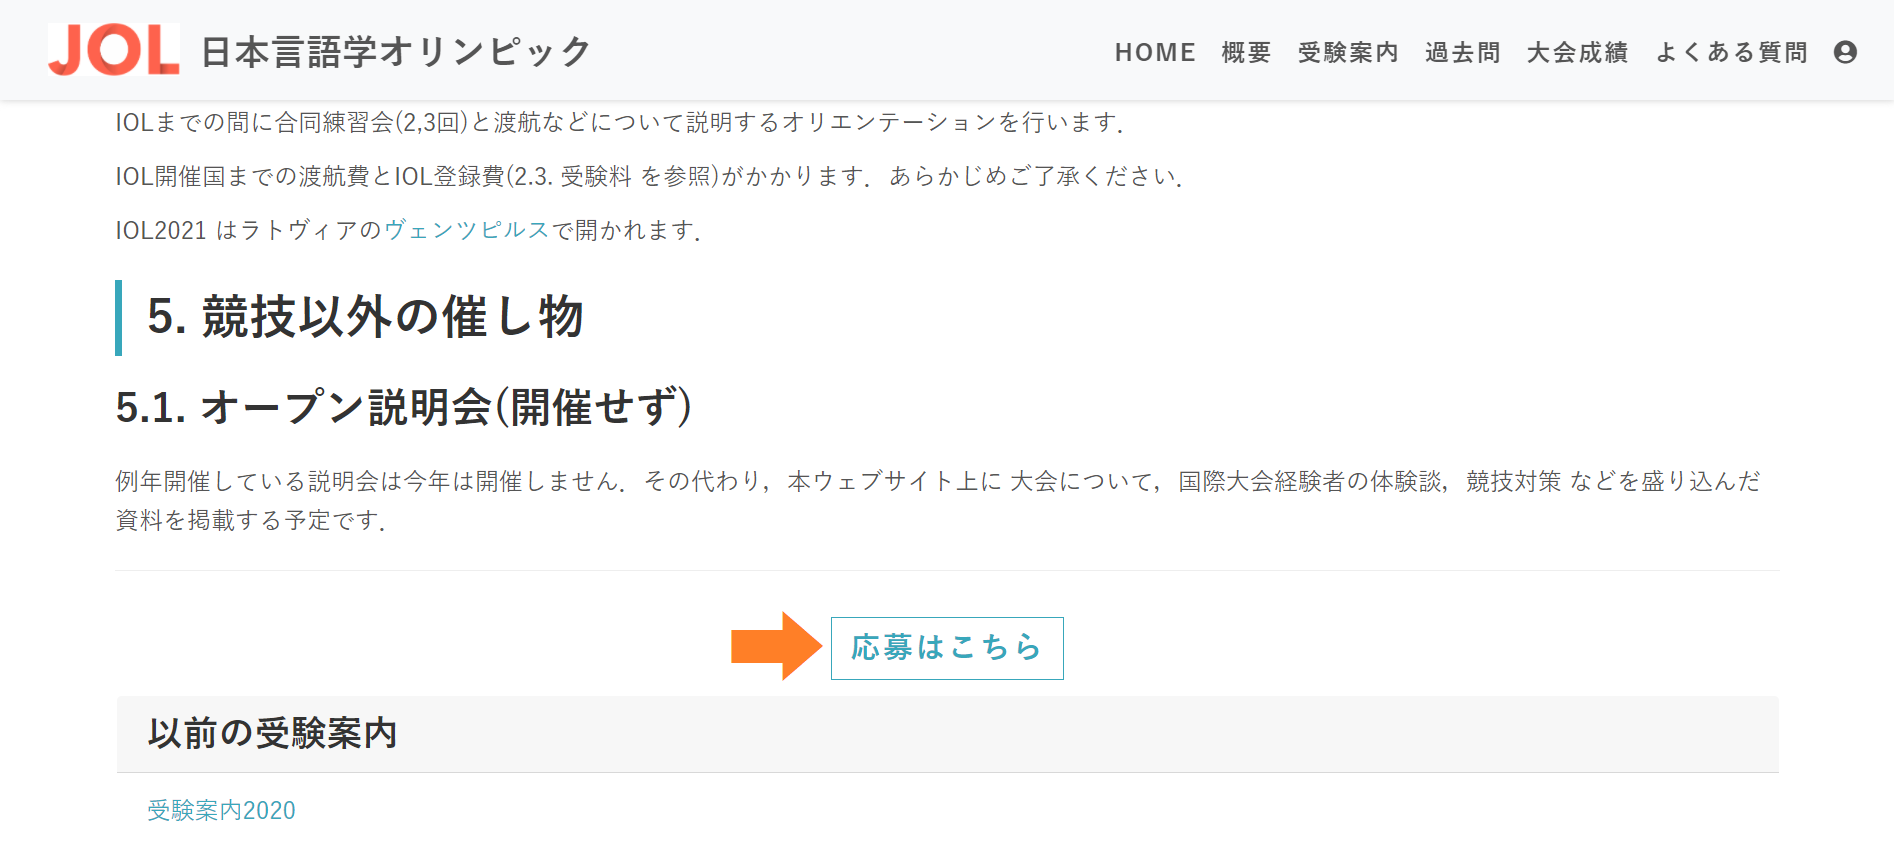 JOL 日本言語学オリンピック HOME 概要 受験案内 過去問 大会成績 よくある質問
IOLまでの間に合同練習会(2,3回)と渡航などについて説明するオリエンテーションを行います．
IOL開催国までの渡航費とIOL登録費(2.3. 受験料 を参照)がかかります．あらかじめご了承ください．
IOL2021 はラトヴィアのヴェンツピルスで開かれます．
5. 競技以外の催し物
5.1. オープン説明会(開催せず)
例年開催している説明会は今年は開催しません．その代わり，本ウェブサイト上に 大会について，国際大会経験者の体験談，競技対策 などを盛り込んだ
資料を掲載する予定です．
応募はこちら
以前の受験案内
受験案内2020